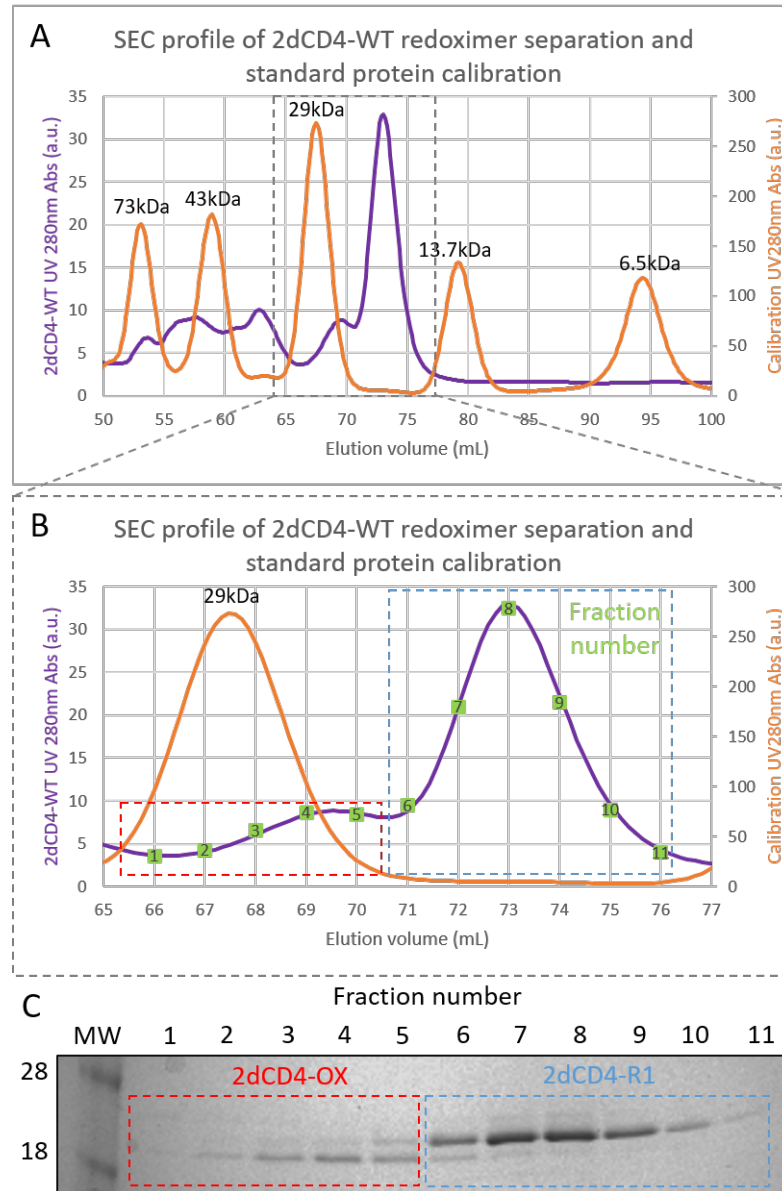 A
SEC profile of 2dCD4-WT redoximer separation and
standard protein calibration
2dCD4-WT UV 280nm Abs (a.u.)
35
30
25
20
15
10
5
0
73kDa
43kDa
29kDa
13.7kDa
6.5kDa
300
250
200
150
100
50
0
Calibration UV280nm Abs (a.u.)
50 55 60 65 70 75 80 85 90 95 100
Elution volume (mL)
B
SEC profile of 2dCD4-WT redoximer separation and
standard protein calibration
2dCD4-WT UV 280nm Abs (a.u.)
35
30
25
20
15
10
5
0
29kDa
Fraction
number
1 2 3 4 5 6 7 8 9 10 11
300
250
200
150
100
50
0
Calibration UV280nm Abs (a.u.)
65 66 67 68 69 70 71 72 73 74 75 76 77
Elution volume (mL)
C
Fraction number
MW 1 2 3 4 5 6 7 8 9 10 11
28
2dCD4-OX 2dCD4-R1
18